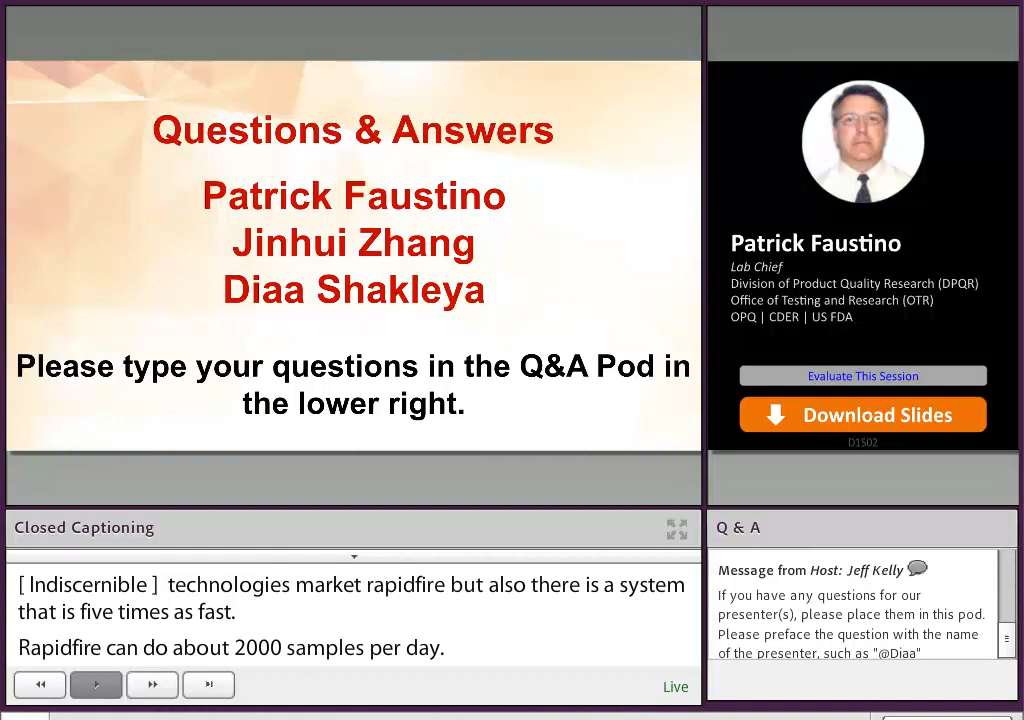 Questions & Answers
Patrick Faustino
Jinhui Zhang
Diaa Shakleya
Please type your questions in the Q&A Pod in
the lower right.
Patrick Faustino
Lab Chief
Division of Product Quality Research (DPQR)
Office of Testing and Research (OTR)
OPQ | CDER | US FDA
Evaluate This Session
Download Slides
D1S02
Closed Captioning
[ Indiscernible ] technologies market rapidfire but also there is a system
that is five times as fast.
Rapidfire can do about 2000 samples per day.
Live
Q & A
Message from Host: Jeff Kelly
If you have any questions for our
presenter(s), please place them in this pod.
Please preface the question with the name
of the presenter, such as "@Diaa"